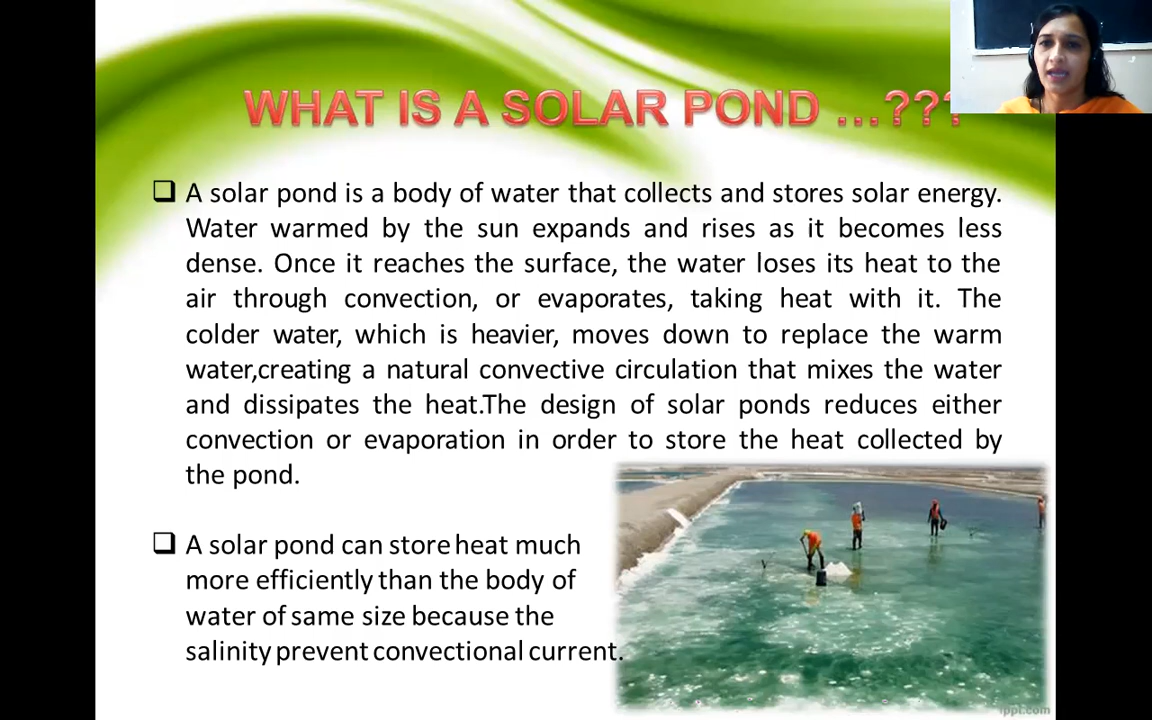 WHAT IS A SOLAR POND ...???
❑ A solar pond is a body of water that collects and stores solar energy.
Water warmed by the sun expands and rises as it becomes less
dense. Once it reaches the surface, the water loses its heat to the
air through convection, or evaporates, taking heat with it. The
colder water, which is heavier, moves down to replace the warm
water,creating a natural convective circulation that mixes the water
and dissipates the heat.The design of solar ponds reduces either
convection or evaporation in order to store the heat collected by
the pond.
❑ A solar pond can store heat much
more efficiently than the body of
water of same size because the
salinity prevent convectional current.